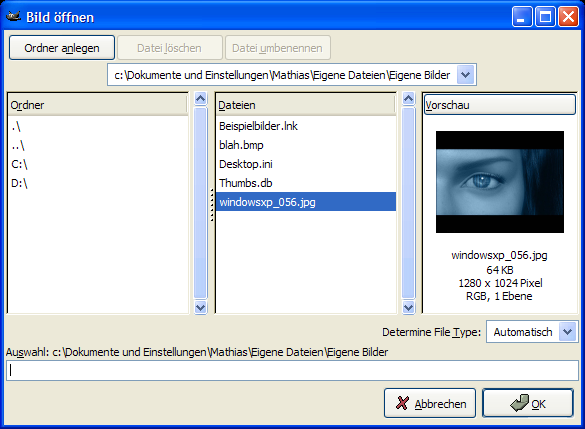 Bild öffnen
Ordner anlegen
Datei löschen
Datei umbenennen
c:\Dokumente und Einstellungen\Mathias\Eigene Dateien\Eigene Bilder
Ordner
.\
..\
C:\
D:\
Dateien
Beispielbilder.lnk
blah.bmp
Desktop.ini
Thumbs.db
windowsxp_056.jpg
Vorschau
windowsxp_056.jpg
64 KB
1280 x 1024 Pixel
RGB, 1 Ebene
Determine File Type:
Automatisch
Auswahl: c:\Dokumente und Einstellungen\Mathias\Eigene Dateien\Eigene Bilder
Abbrechen
OK